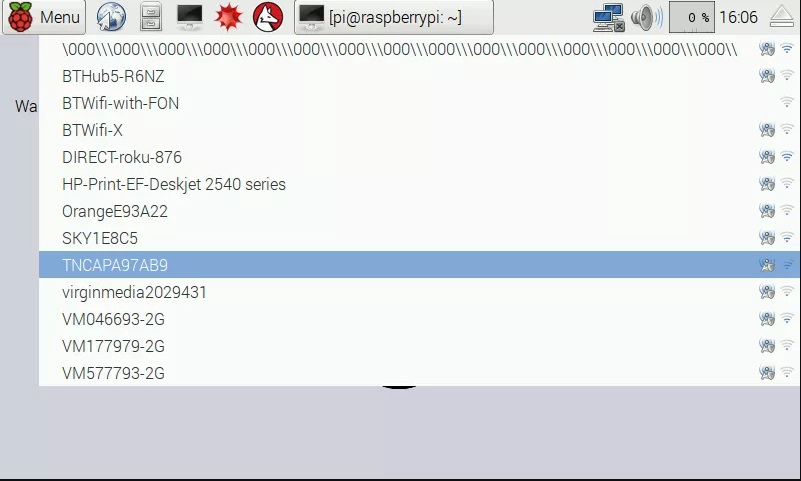 Menu
[pi@raspberrypi: ~]
0 %
16:06
\000\\\000\\\000\\\000\\\000\\\000\\\000\\\000\\\000\\\000\\\000\\\000\\\000\\\000\\\000\\
BTHub5-R6NZ
BTWifi-with-FON
Wa
BTWifi-X
DIRECT-roku-876
HP-Print-EF-Deskjet 2540 series
OrangeE93A22
SKY1E8C5
TNCAPA97AB9
virginmedia2029431
VM046693-2G
VM177979-2G
VM577793-2G